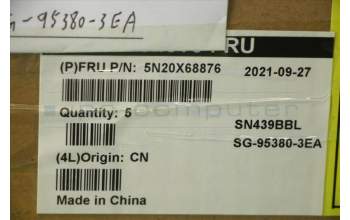 -95380-3EA
FRU
(P)FRU P/N: 5N20X68876
2021-09-27
Quantity: 5
SN439BBL
SG-95380-3EA
(4L)Origin: CN
Made in China